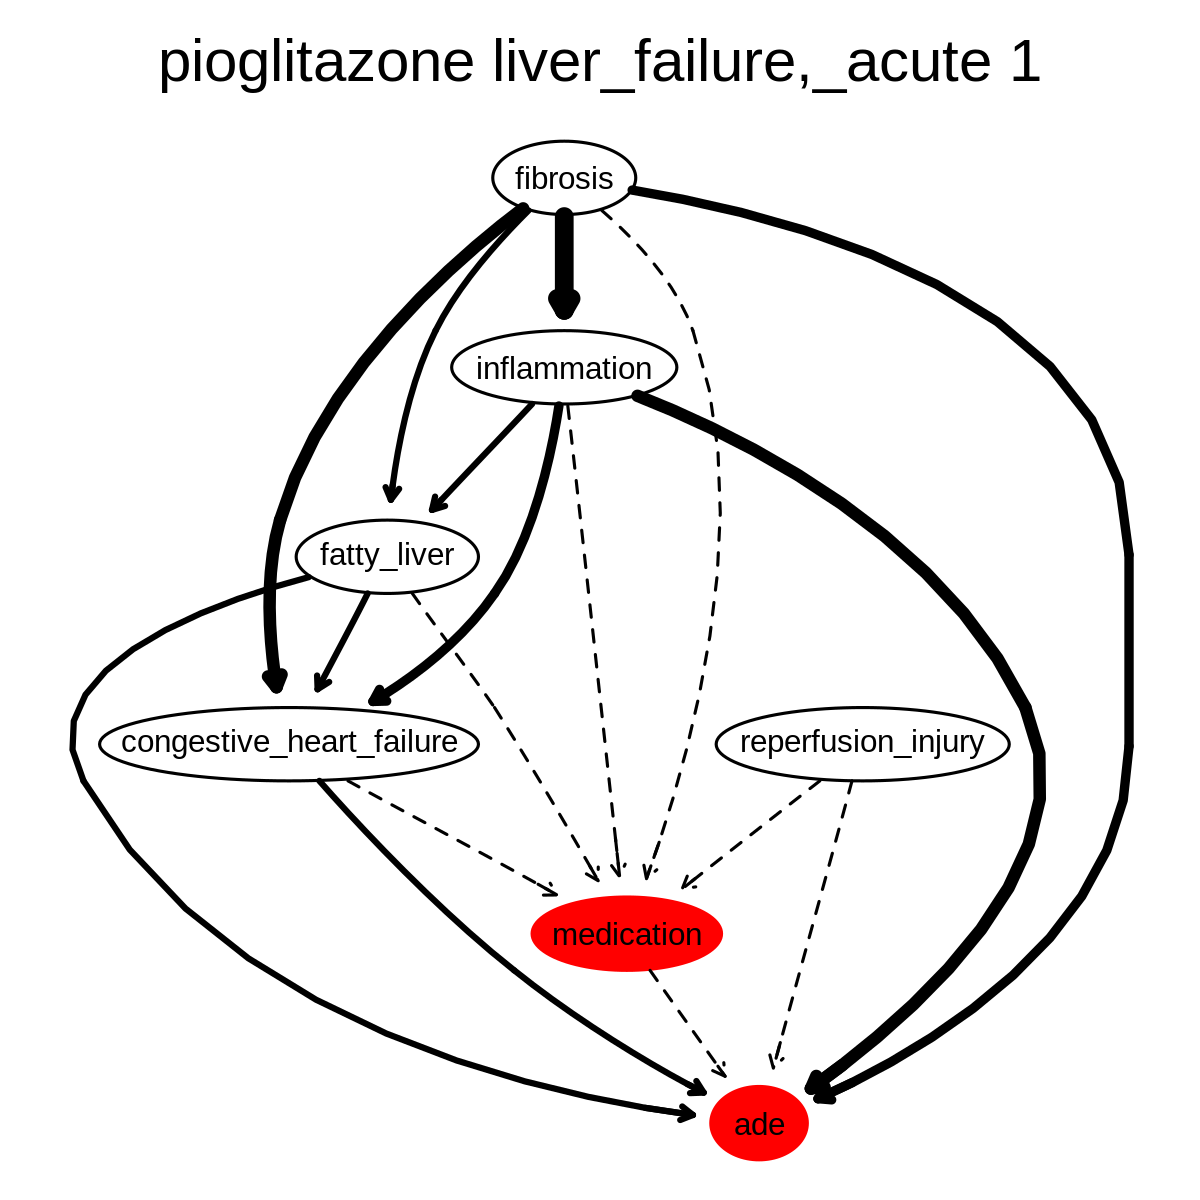 pioglitazone liver_failure,_acute 1
fibrosis
inflammation
fatty_liver
congestive_heart_failure
reperfusion_injury
medication
ade